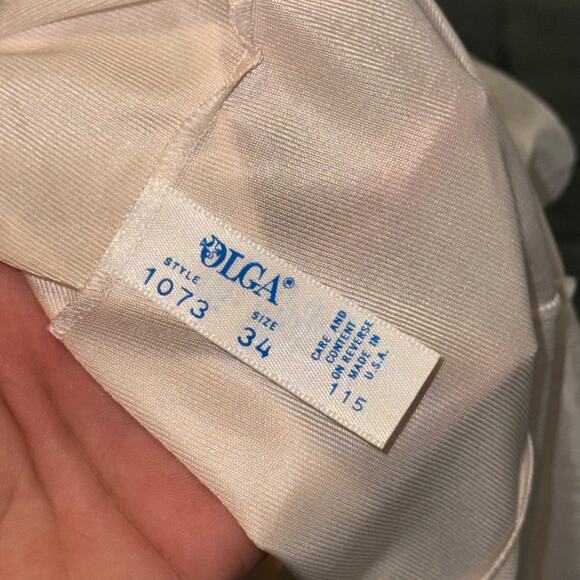 OLGA®
STYLE
1073
SIZE
34
CARE AND
CONTENT
ON REVERSE
MADE IN
U.S.A.
115